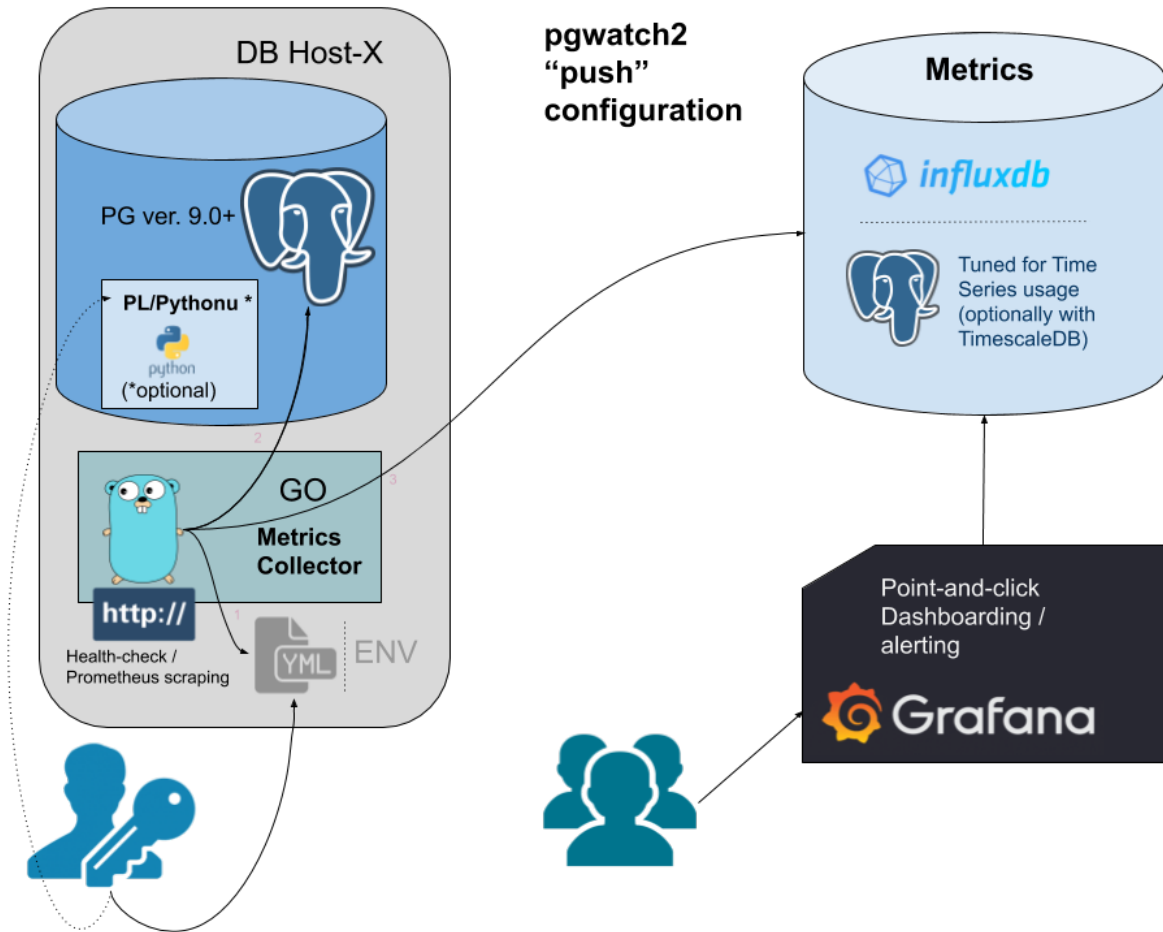 DB Host-X
PG ver. 9.0+
PL/Pythonu *
python
(*optional)
2
3
GO
Metrics
Collector
http://
1
Health-check /
Prometheus scraping
YML
ENV
pgwatch2
“push”
configuration
Metrics
influxdb
Tuned for Time
Series usage
(optionally with
TimescaleDB)
Point-and-click
Dashboarding /
alerting
Grafana